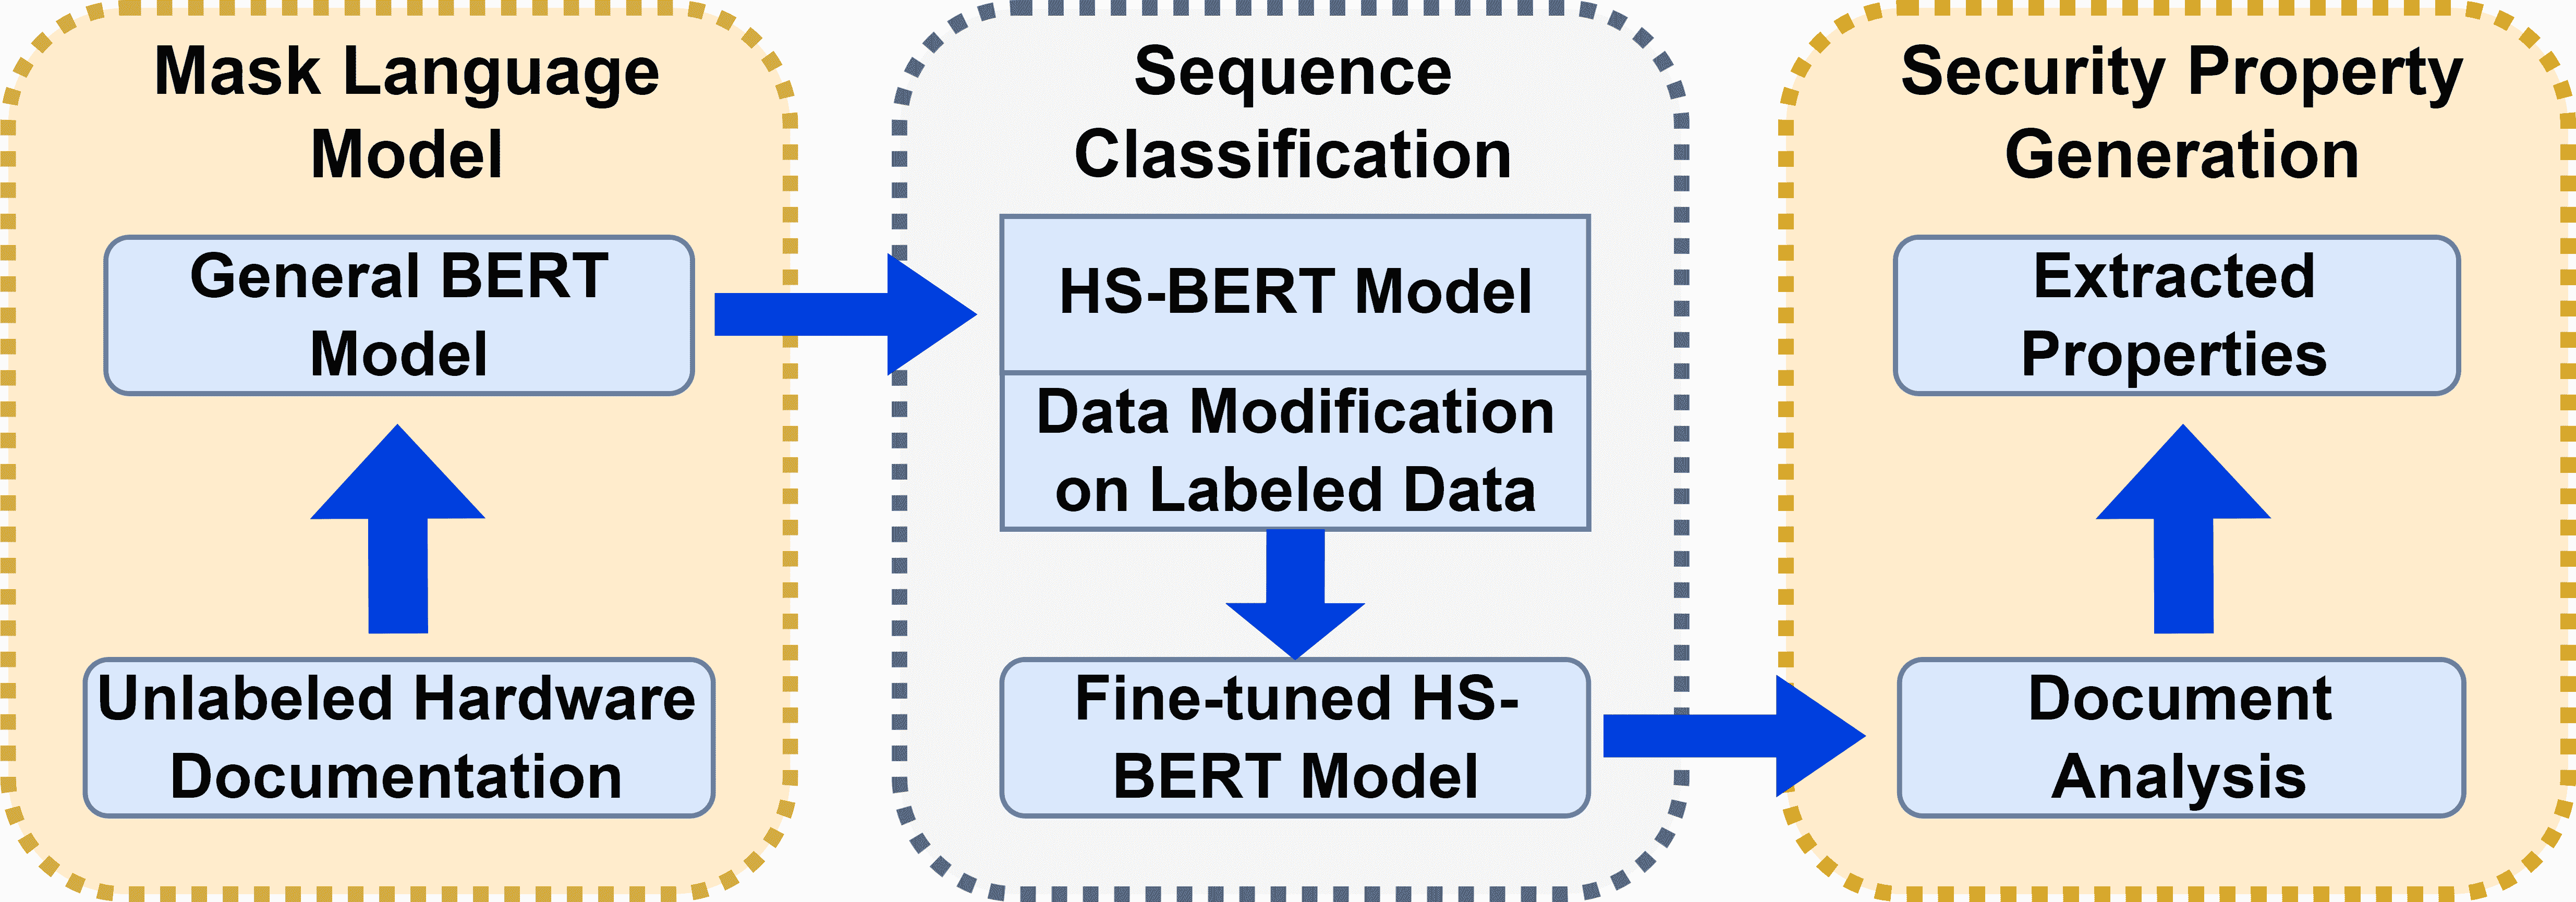 Mask Language
Model
General BERT
Model
Unlabeled Hardware
Documentation
Sequence
Classification
HS-BERT Model
Data Modification
on Labeled Data
Fine-tuned HS-
BERT Model
Security Property
Generation
Extracted
Properties
Document
Analysis